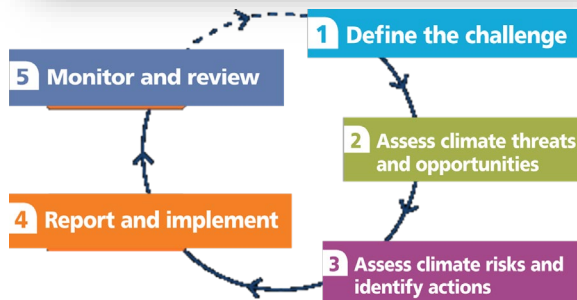 1 Define the challenge
2 Assess climate threats
and opportunities
3 Assess climate risks and
identify actions
4 Report and implement
5 Monitor and review